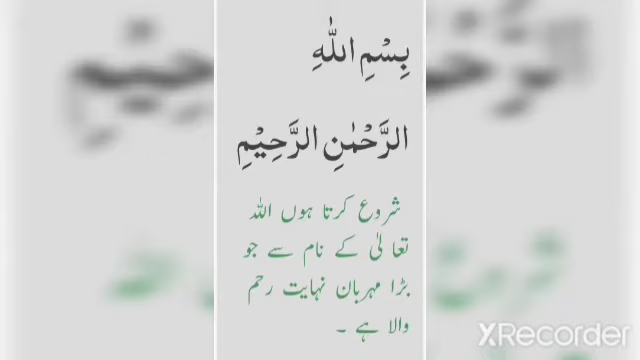 بِسْمِ اللّٰهِ
الرَّحْمٰنِ الرَّحِيْمِ
شروع کرتا ہوں اللہ
تعالیٰ کے نام سے جو
بڑا مہربان نہایت رحم
والا ہے ۔
XRecorder